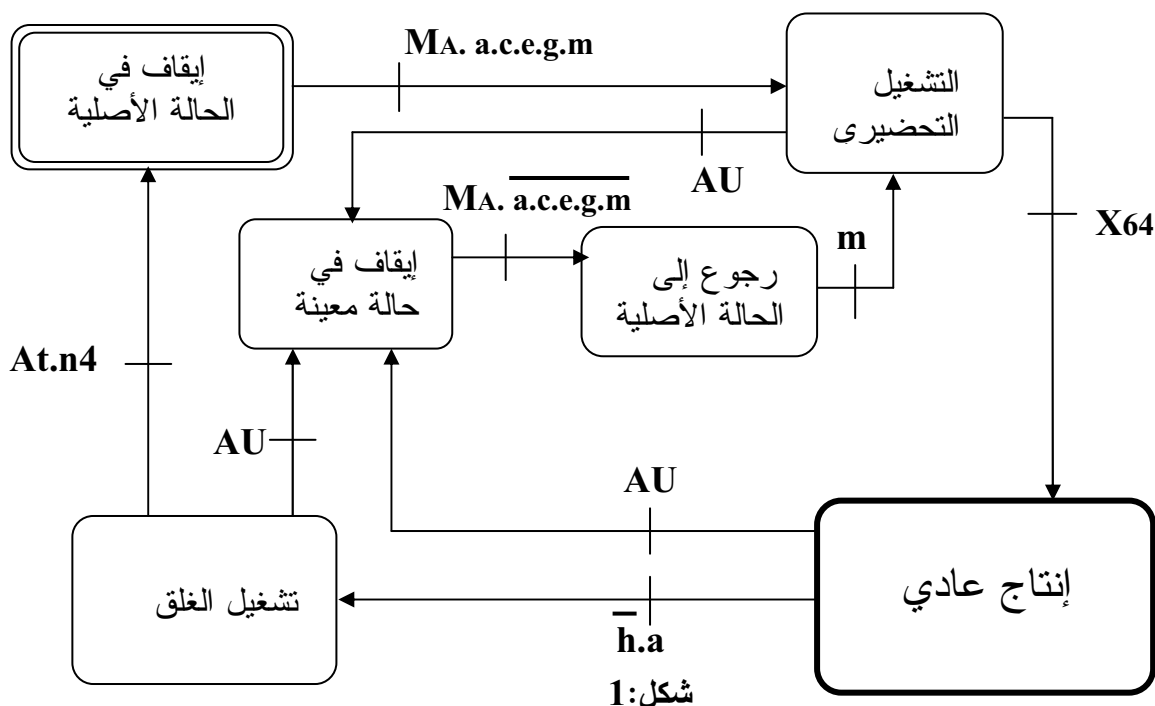 إيقاف في
الحالة الأصلية
MA. a.c.e.g.m
التشغيل
التحضيرى
AU
MA. a̅.̅c̅.̅e̅.̅g̅.̅m̅
X64
إيقاف في
حالة معينة
رجوع إلى
الحالة الأصلية
m
At.n4
AU
AU
تشغيل الغلق
إنتاج عادي
h̅.a
شكل:1